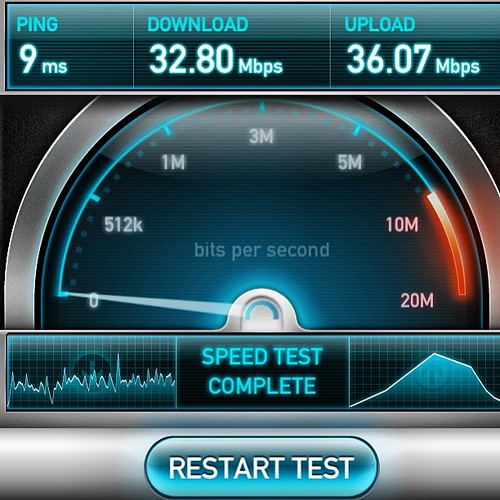 PING DOWNLOAD UPLOAD
9 ms 32.80 Mbps 36.07 Mbps
3M
1M 5M
512k 10M
bits per second
0 20M
SPEED TEST
COMPLETE
RESTART TEST